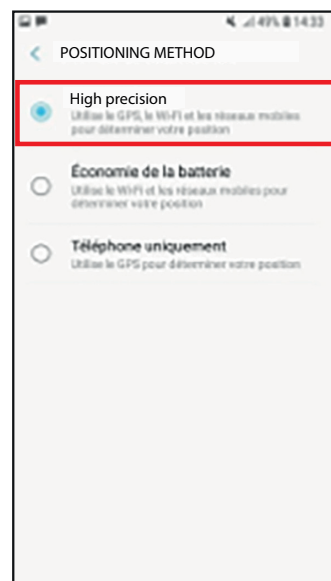 49% 14:33
POSITIONING METHOD
High precision
Utilise le GPS, le Wi-Fi et les réseaux mobiles
pour déterminer votre position
Économie de la batterie
Utilise le Wi-Fi et les réseaux mobiles pour
déterminer votre position
Téléphone uniquement
Utilise le GPS pour déterminer votre position